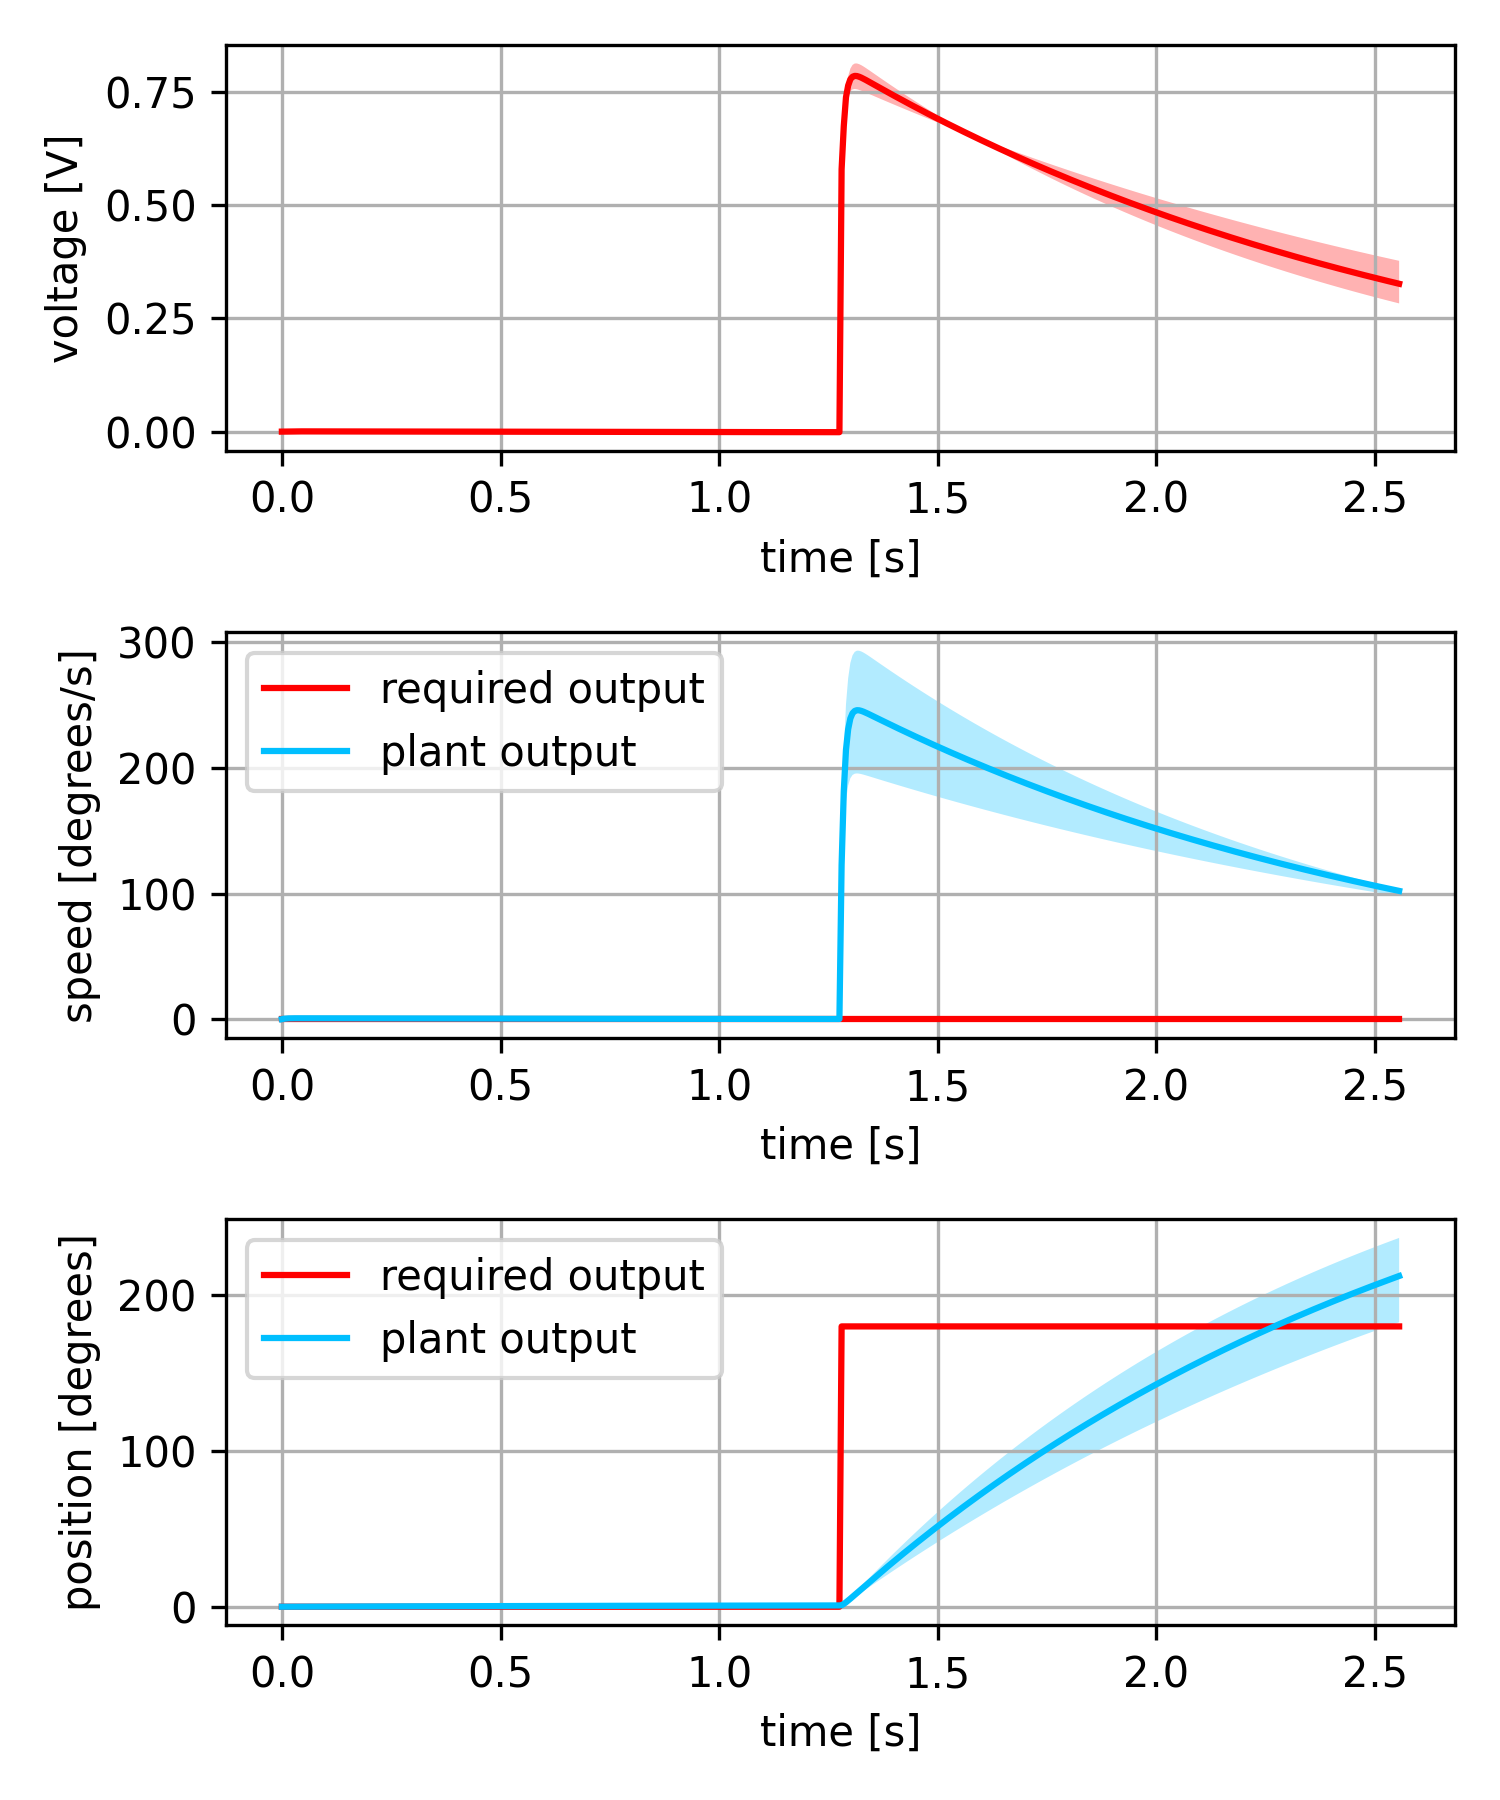 voltage [V]
0.75
0.50
0.25
0.00
0.0 0.5 1.0 1.5 2.0 2.5
time [s]
speed [degrees/s]
300
200
100
0
required output
plant output
0.0 0.5 1.0 1.5 2.0 2.5
time [s]
position [degrees]
200
100
0
required output
plant output
0.0 0.5 1.0 1.5 2.0 2.5
time [s]